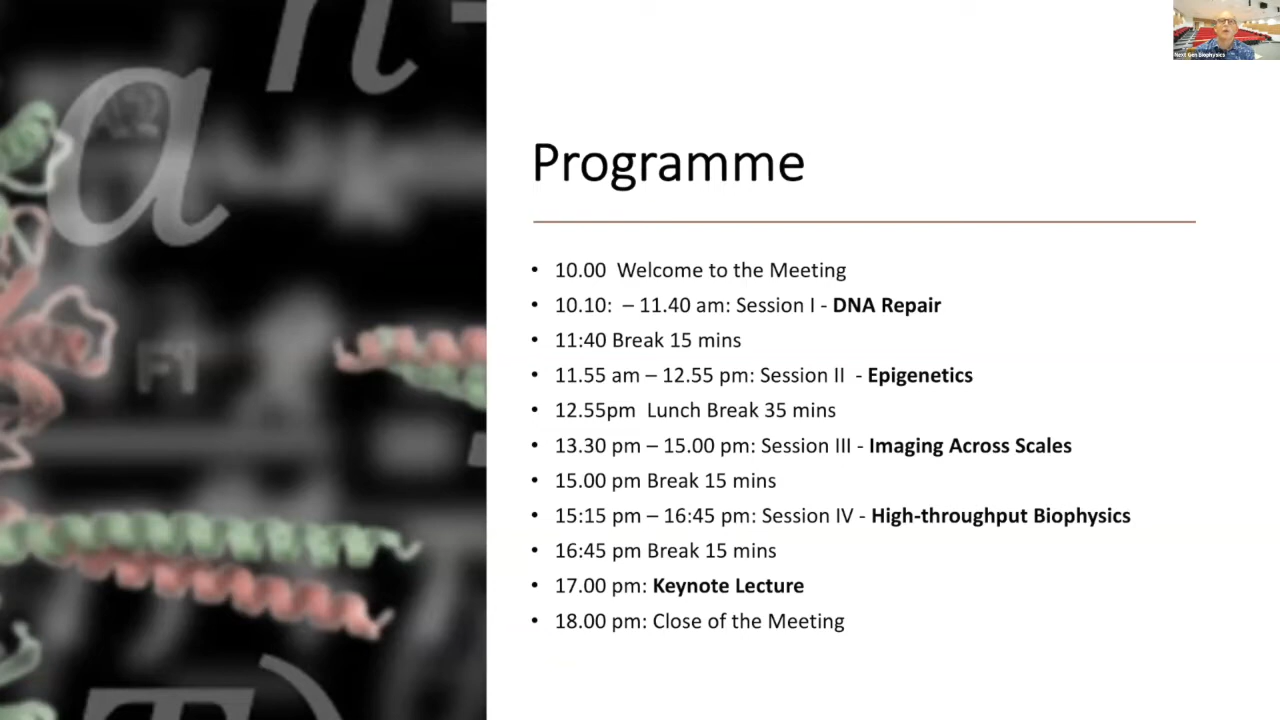 a
n
Next Gen Biophysics
Programme
• 10.00  Welcome to the Meeting
• 10.10:  – 11.40 am: Session I - DNA Repair
• 11:40 Break 15 mins
• 11.55 am – 12.55 pm: Session II  - Epigenetics
• 12.55pm  Lunch Break 35 mins
• 13.30 pm – 15.00 pm: Session III - Imaging Across Scales
• 15.00 pm Break 15 mins
• 15:15 pm – 16:45 pm: Session IV - High-throughput Biophysics
• 16:45 pm Break 15 mins
• 17.00 pm: Keynote Lecture
• 18.00 pm: Close of the Meeting